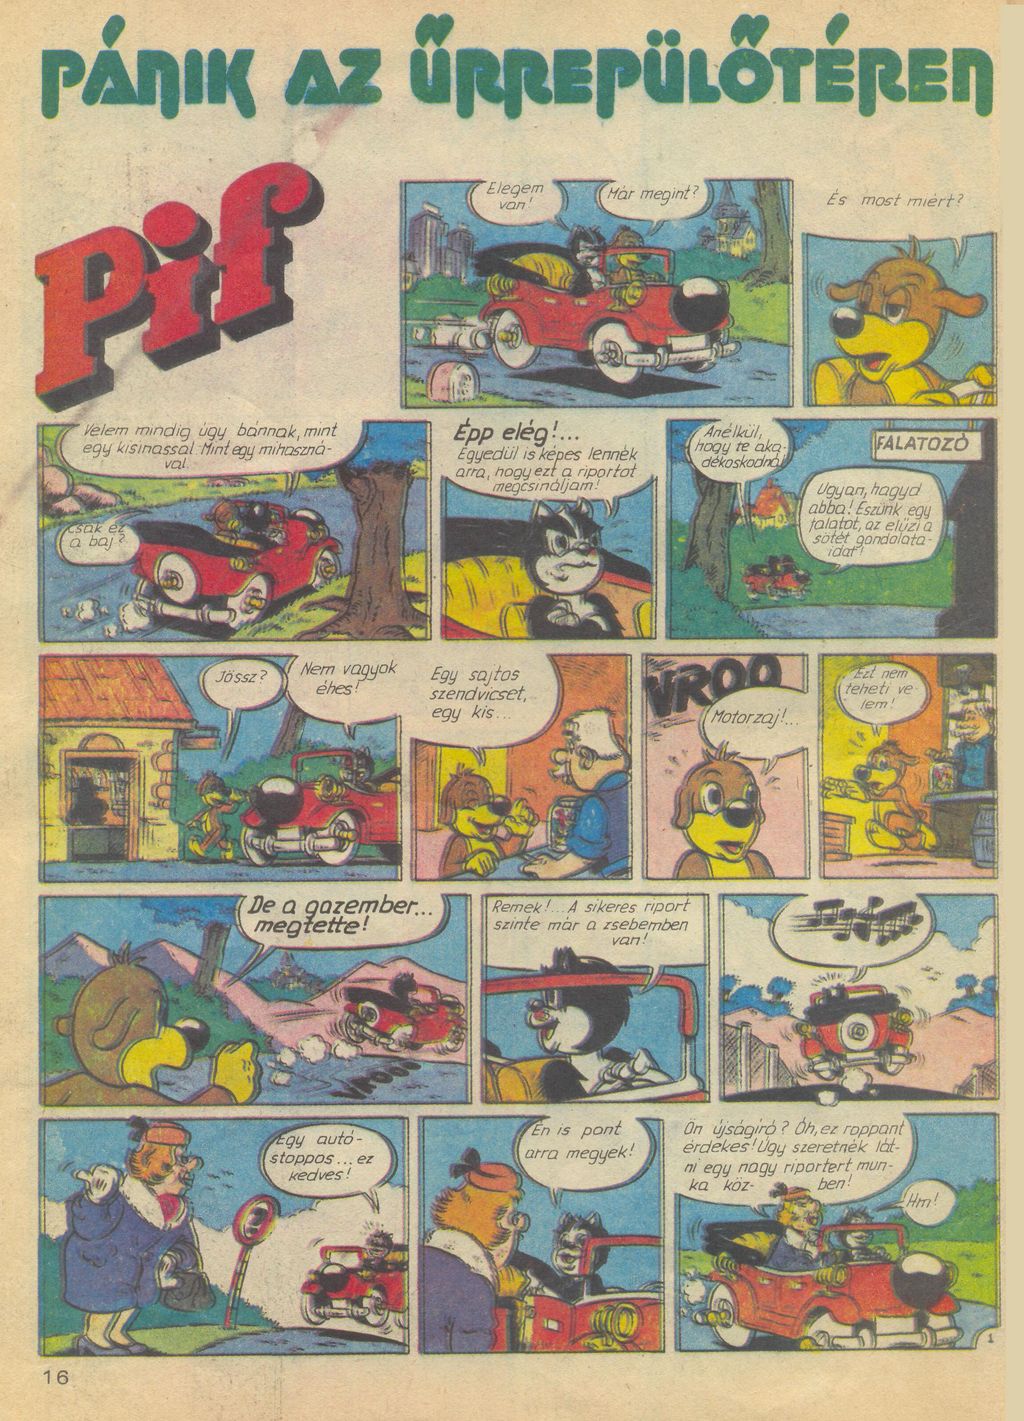 PÁNIK AZ ŰRREPÜLŐTÉREN
Pif
Elegem
van!
Már megint?
És most miért?
Velem mindig úgy bánnak, mint
egy kisinassal. Mint egy mihaszná-
val.
Csak ez
a baj?
Épp elég!...
Egyedül is képes lennék
arra, hogy ezt a riportot
megcsináljam!
Anélkül,
hogy te aka-
dékoskodnál
FALATOZÓ
Ugyan, hagyd
abba! Eszünk egy
falatot, az elűzi a
sötét gondolata-
idat!
Jössz?
Nem vagyok
éhes!
Egy sajtos
szendvicset,
egy kis...
VROO
Motorzaj!...
Ezt nem
teheti ve-
lem!
De a gazember...
megtette!
VROOO
Remek!...A sikeres riport
szinte már a zsebemben
van!
Egy autó-
stoppos...ez
kedves!
Én is pont
arra megyek!
Ön újságíró? Óh, ez roppant
érdekes! Úgy szeretnék lát-
ni egy nagy riportert mun-
ka köz- ben!
Hm!
1
16